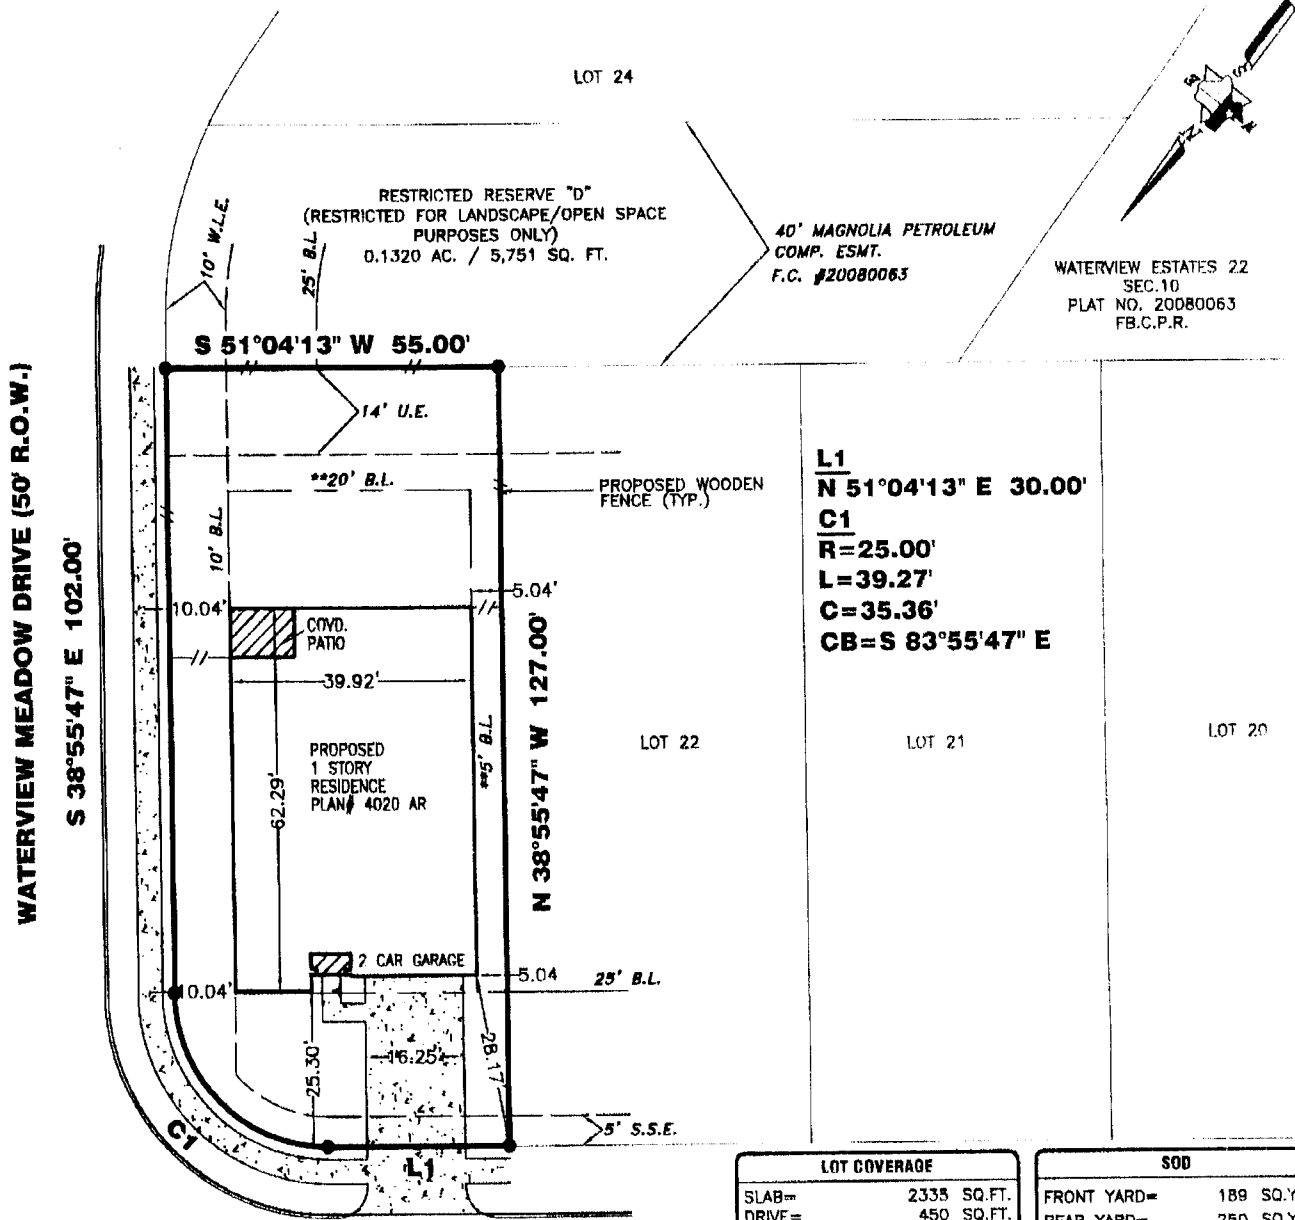 LOT 24
RESTRICTED RESERVE "D"
(RESTRICTED FOR LANDSCAPE/OPEN SPACE
PURPOSES ONLY)
0.1320 AC. / 5,751 SQ. FT.
10' W.L.E.
25' B.L.
40' MAGNOLIA PETROLEUM
COMP. ESMT.
F.C. #20080063
WATERVIEW ESTATES 22
SEC.10
PLAT NO. 20080063
FB.C.P.R.
S 51°04'13" W 55.00'
14' U.E.
**20' B.L.
PROPOSED WOODEN
FENCE (TYP.)
10' B.L.
L1
N 51°04'13" E 30.00'
C1
R=25.00'
L=39.27'
C=35.36'
CB=S 83°55'47" E
WATERVIEW MEADOW DRIVE (50' R.O.W.)
S 38°55'47" E 102.00'
10.04'
5.04'
COVD.
PATIO
39.92'
N 38°55'47" W 127.00'
**5' B.L.
PROPOSED
1 STORY
RESIDENCE
PLAN# 4020 AR
62.29'
LOT 22
LOT 21
LOT 20
2 CAR GARAGE
10.04'
5.04
25' B.L.
25.30'
16.25'
28.17'
5' S.S.E.
C1
L1
LOT COVERAGE
SLAB= 2335 SQ.FT.
DRIVE= 450 SQ.FT.
SOD
FRONT YARD= 189 SQ.Y
REAR YARD= 250 SQ.Y